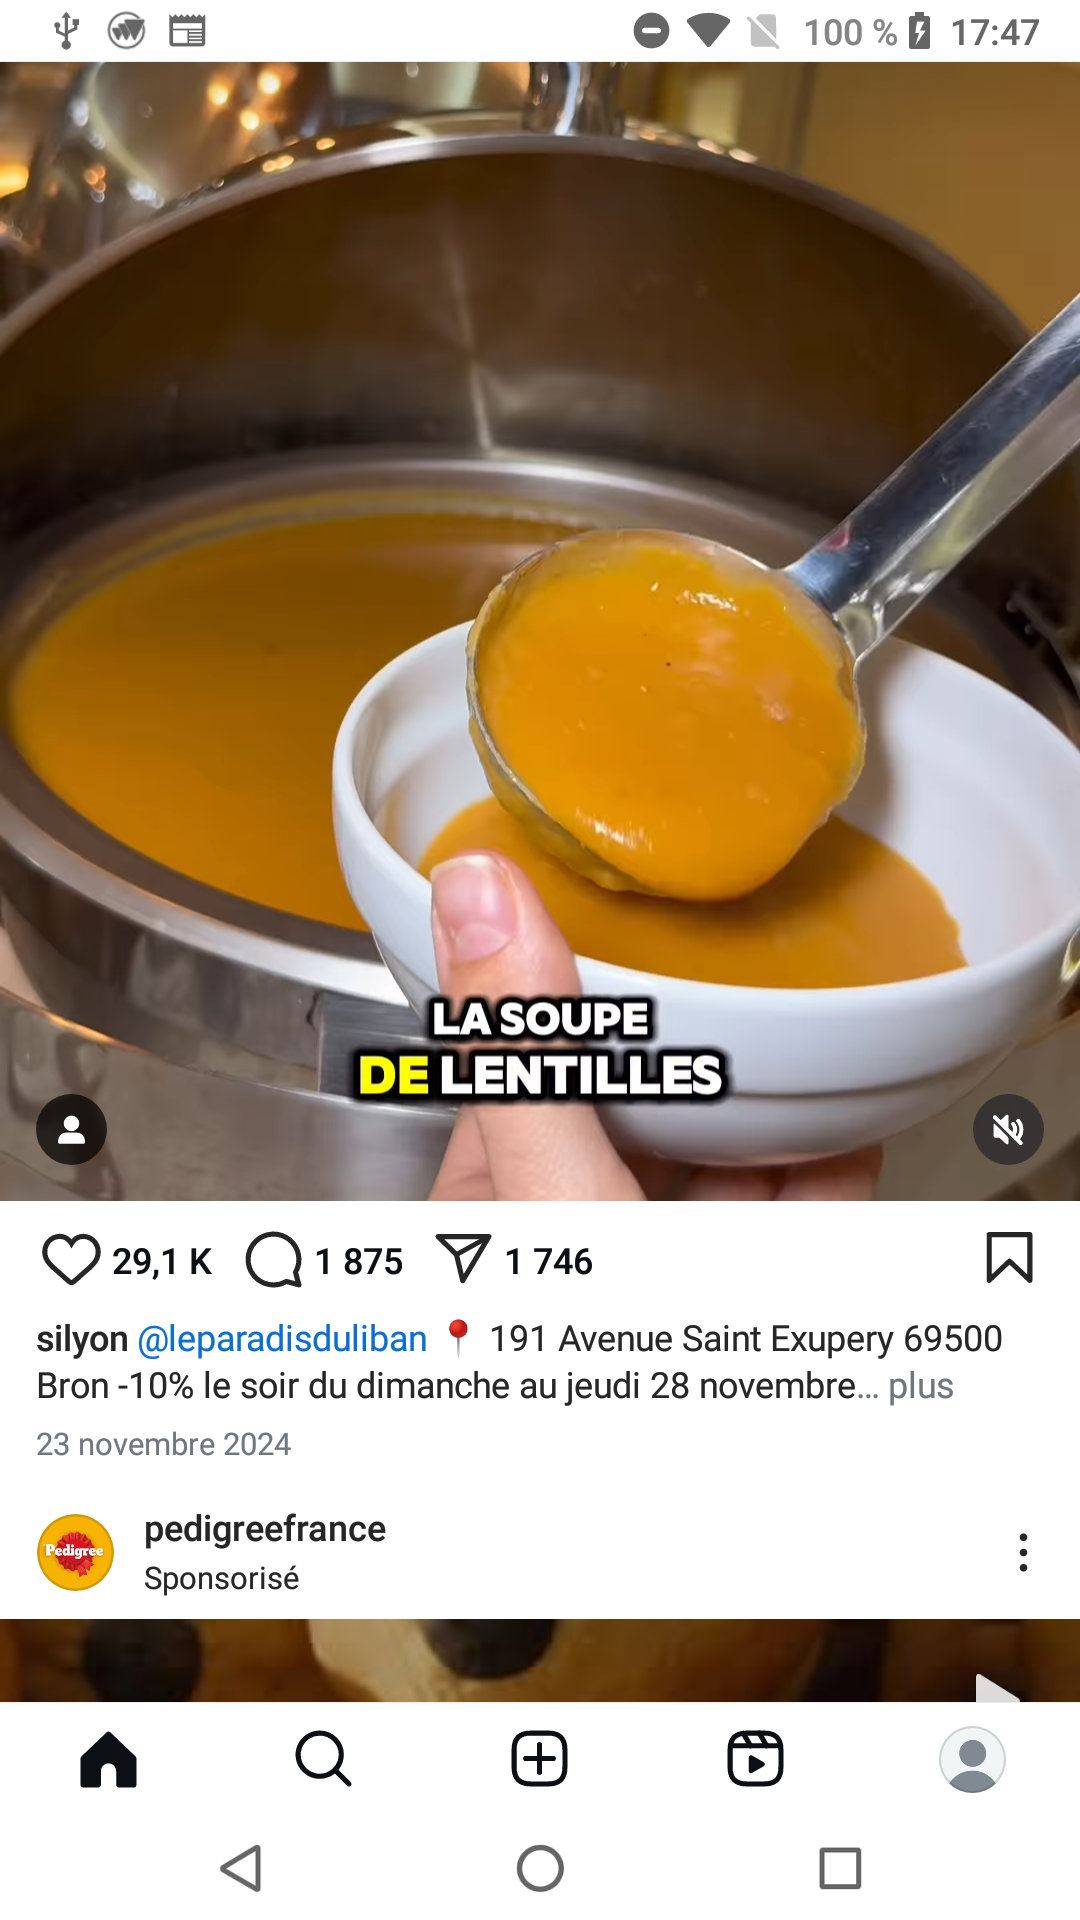 100 % 17:47
LA SOUPE
DE LENTILLES
29,1 K 1 875 1 746
silyon @leparadisduliban 📍 191 Avenue Saint Exupery 69500
Bron -10% le soir du dimanche au jeudi 28 novembre… plus
23 novembre 2024
Pedigree
pedigreefrance
Sponsorisé